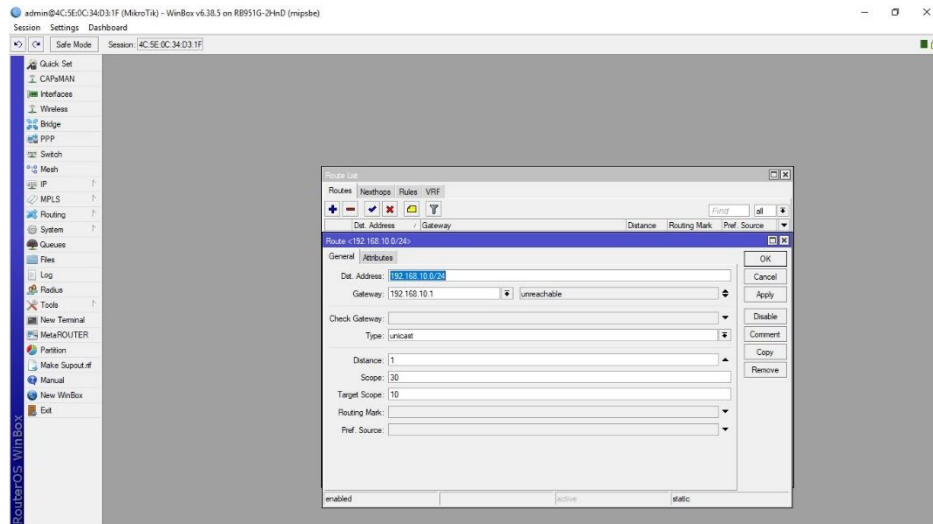 admin@4C:5E:0C:34:D3:1F (MikroTik) - WinBox v6.38.5 on RB951G-2HnD (mipsbe)
Session Settings Dashboard
Safe Mode Session: 4C:5E:0C:34:D3:1F
Quick Set
CAPsMAN
Interfaces
Wireless
Bridge
PPP
Switch
Mesh
IP
MPLS
Routing
System
Queues
Files
Log
Radius
Tools
New Terminal
MetaROUTER
Partition
Make Supout.rif
Manual
New WinBox
Exit
RouterOS WinBox
Route List
Routes Nexthops Rules VRF
Find all
Dst. Address / Gateway Distance Routing Mark Pref. Source
Route <192.168.10.0/24>
General Attributes
Dst. Address: 192.168.10.0/24
Gateway: 192.168.10.1 unreachable
Check Gateway:
Type: unicast
Distance: 1
Scope: 30
Target Scope: 10
Routing Mark:
Pref. Source:
OK
Cancel
Apply
Disable
Comment
Copy
Remove
enabled active static